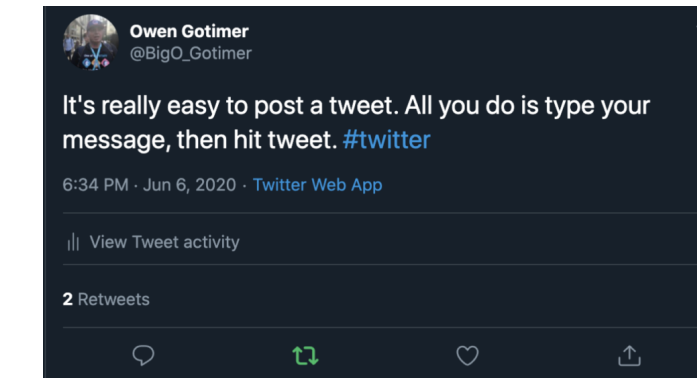 Owen Gotimer
@BigO_Gotimer
It's really easy to post a tweet. All you do is type your
message, then hit tweet. #twitter
6:34 PM · Jun 6, 2020 · Twitter Web App
View Tweet activity
2 Retweets